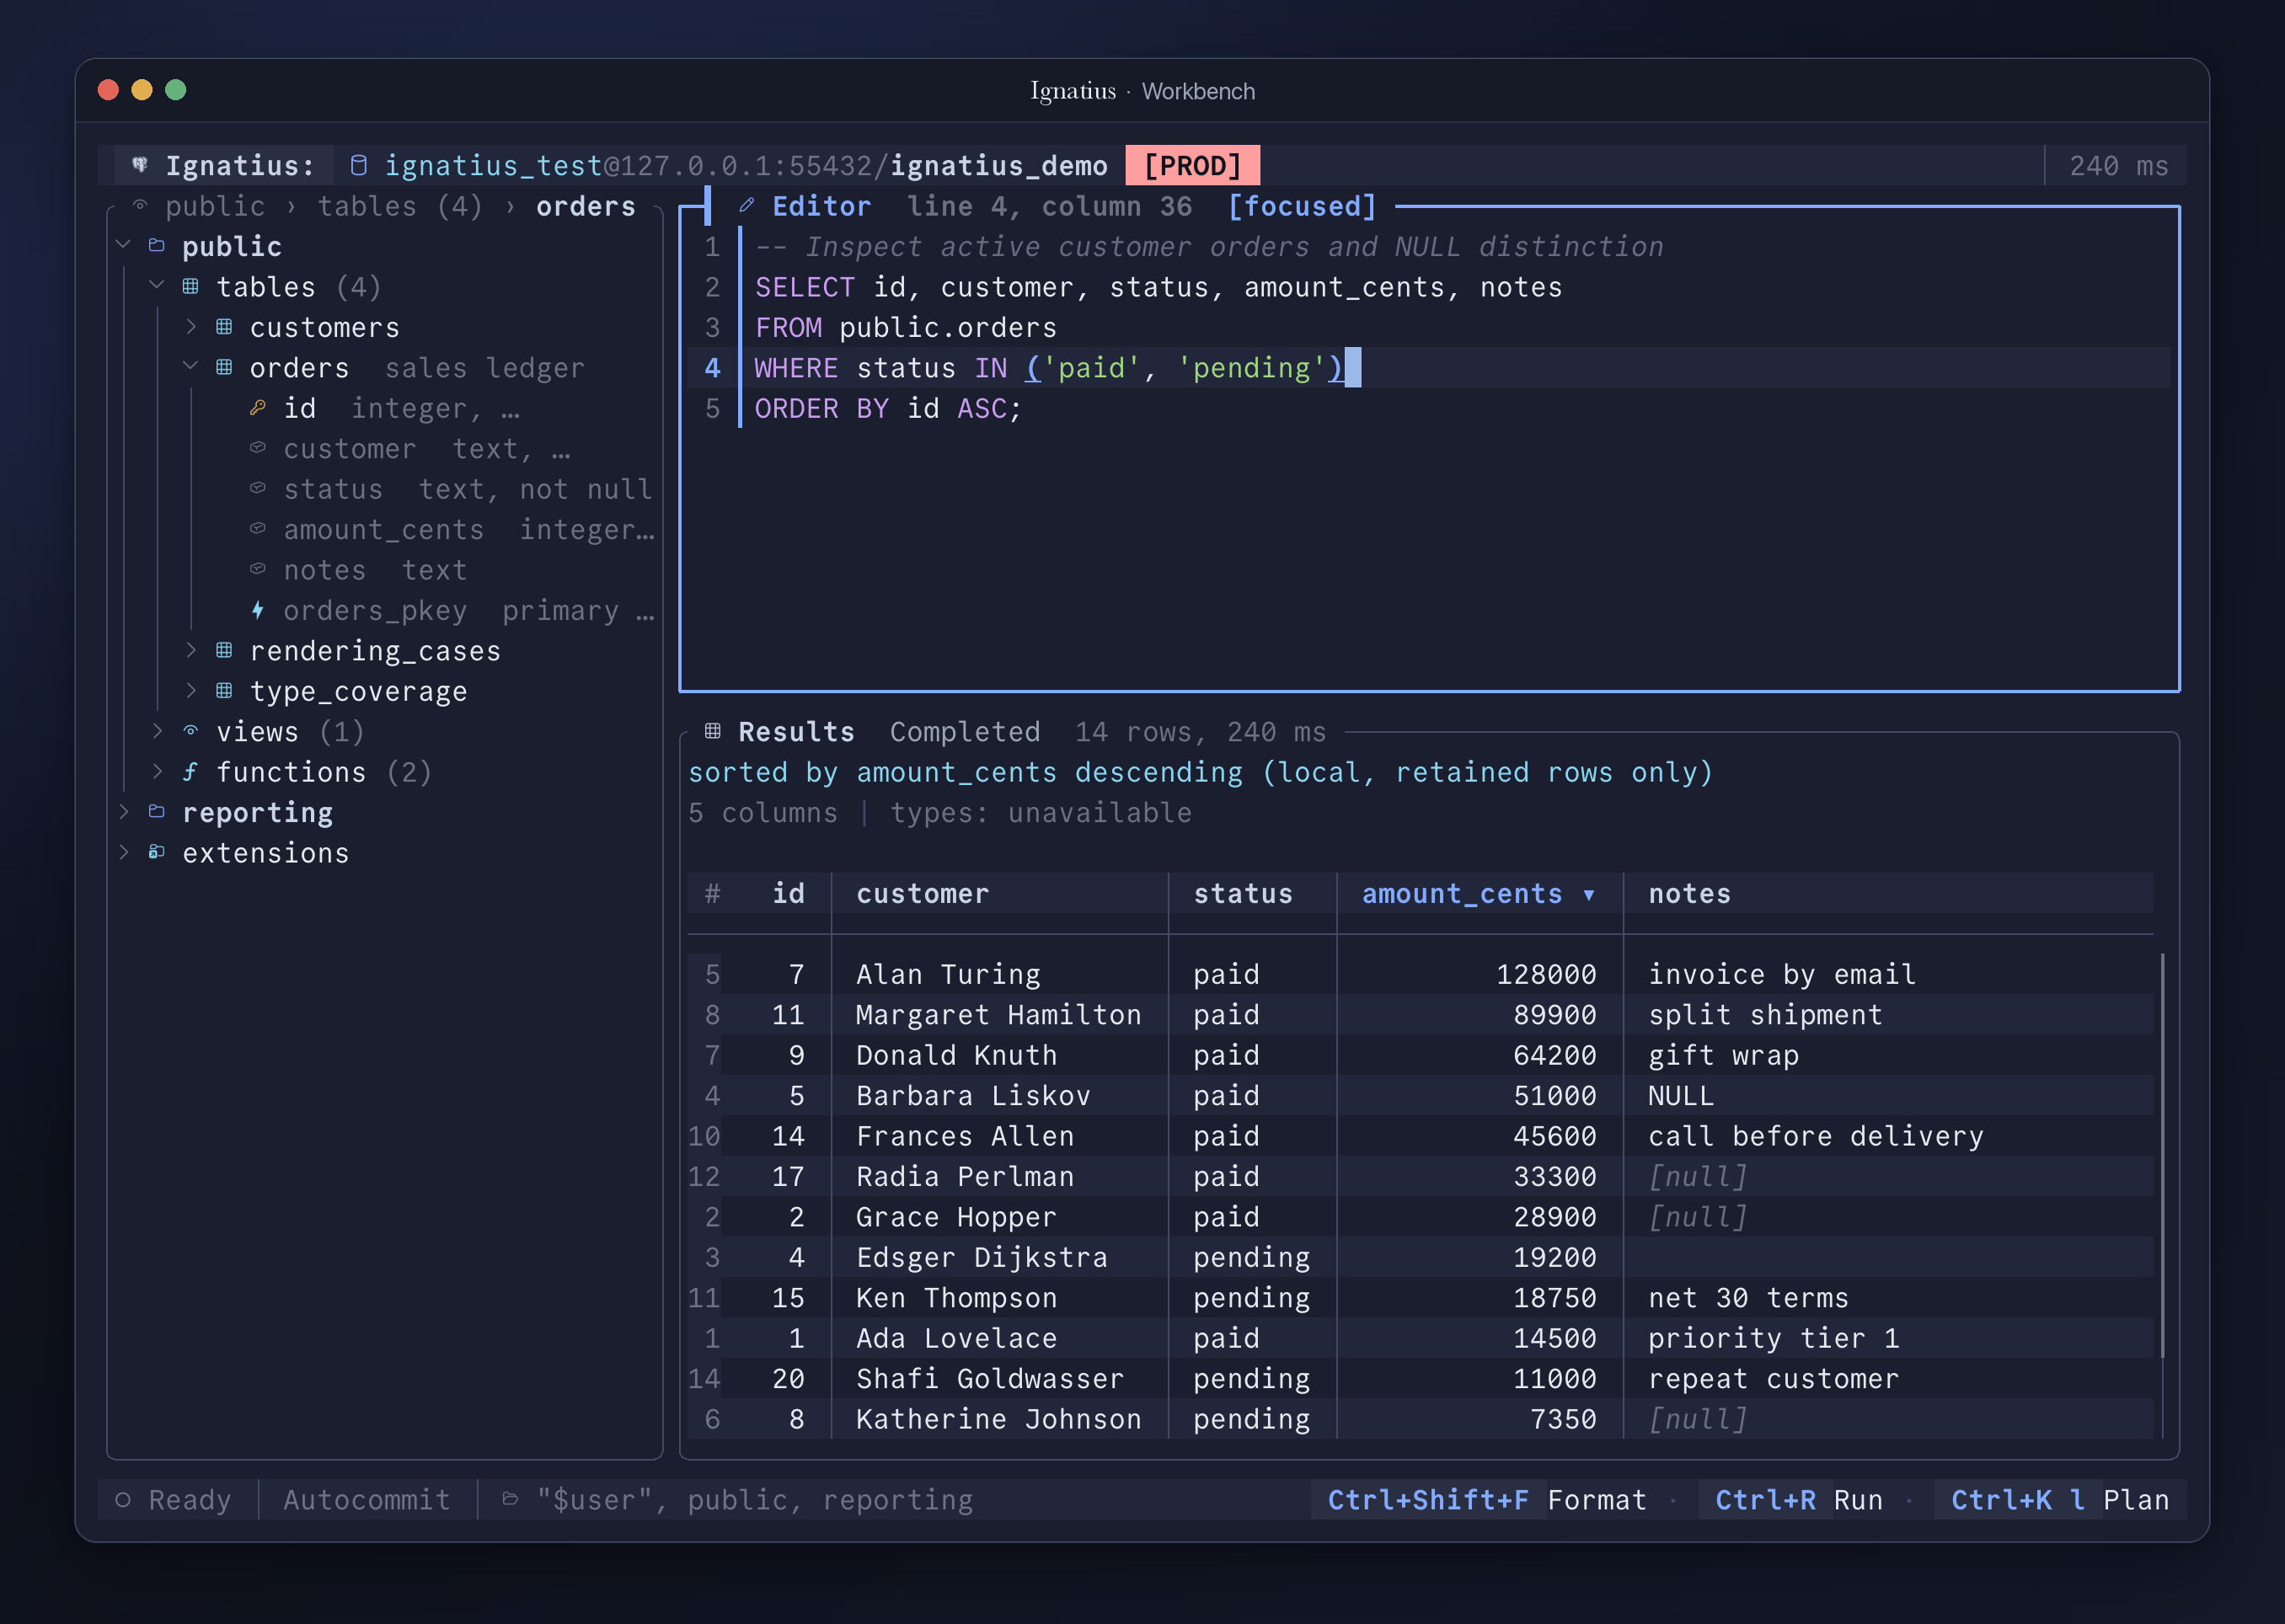 Ignatius · Workbench
Ignatius: ignatius_test@127.0.0.1:55432/ignatius_demo [PROD] 240 ms
public › tables (4) › orders
public
tables (4)
customers
orders sales ledger
id integer, …
customer text, …
status text, not null
amount_cents integer…
notes text
orders_pkey primary …
rendering_cases
type_coverage
views (1)
functions (2)
reporting
extensions
Editor line 4, column 36 [focused]
1 -- Inspect active customer orders and NULL distinction
2 SELECT id, customer, status, amount_cents, notes
3 FROM public.orders
4 WHERE status IN ('paid', 'pending')
5 ORDER BY id ASC;
Results Completed 14 rows, 240 ms
sorted by amount_cents descending (local, retained rows only)
5 columns | types: unavailable
# id customer status amount_cents ▼ notes
5 7 Alan Turing paid 128000 invoice by email
8 11 Margaret Hamilton paid 89900 split shipment
7 9 Donald Knuth paid 64200 gift wrap
4 5 Barbara Liskov paid 51000 NULL
10 14 Frances Allen paid 45600 call before delivery
12 17 Radia Perlman paid 33300 [null]
2 2 Grace Hopper paid 28900 [null]
3 4 Edsger Dijkstra pending 19200
11 15 Ken Thompson pending 18750 net 30 terms
1 1 Ada Lovelace paid 14500 priority tier 1
14 20 Shafi Goldwasser pending 11000 repeat customer
6 8 Katherine Johnson pending 7350 [null]
Ready Autocommit "$user", public, reporting Ctrl+Shift+F Format · Ctrl+R Run · Ctrl+K l Plan